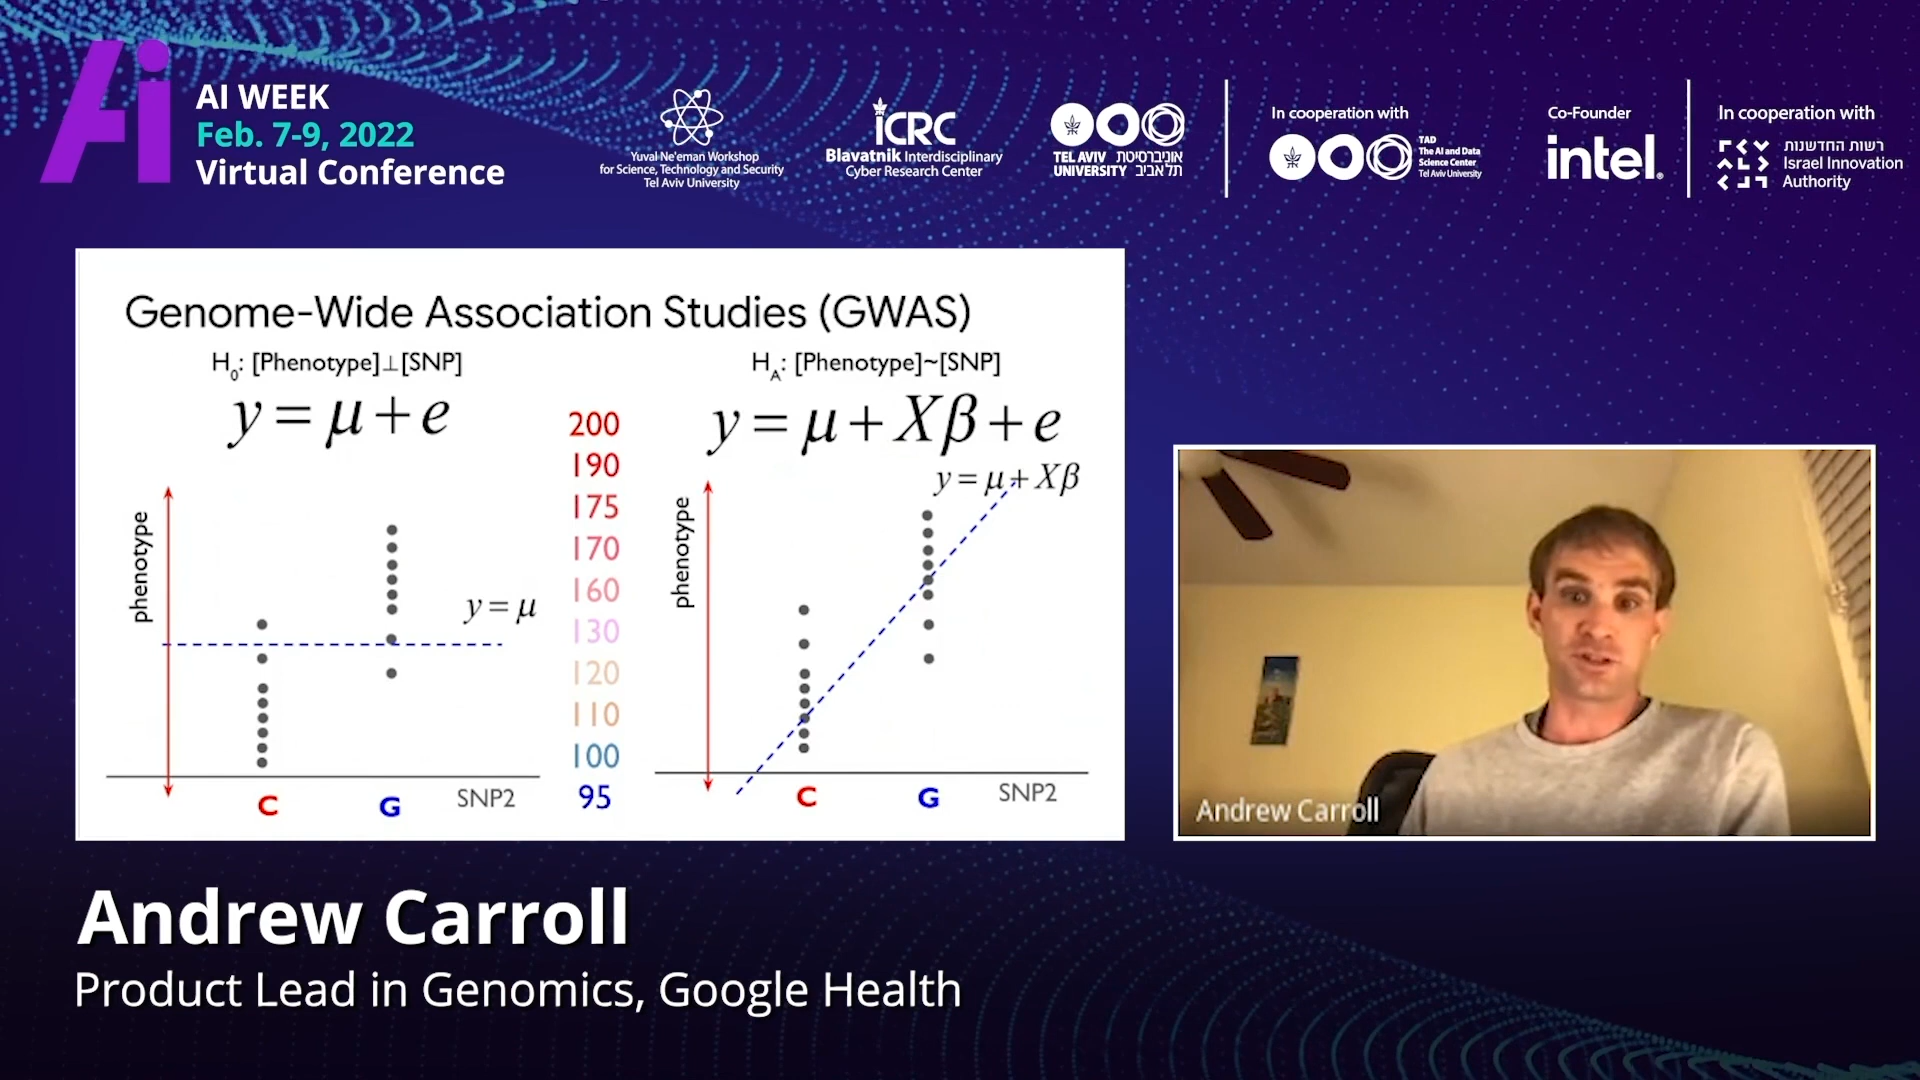 Ai
AI WEEK
Feb. 7-9, 2022
Virtual Conference
Yuval Ne'eman Workshop
for Science, Technology and Security
Tel Aviv University
iCRC
Blavatnik Interdisciplinary
Cyber Research Center
TEL AVIV אוניברסיטת
UNIVERSITY תל אביב
In cooperation with
TAD
The AI and Data
Science Center
Tel Aviv University
Co-Founder
intel.
In cooperation with
רשות החדשנות
Israel Innovation
Authority
Genome-Wide Association Studies (GWAS)
H₀: [Phenotype]⊥[SNP]
y = μ + e
phenotype
y = μ
C G SNP2
200
190
175
170
160
130
120
110
100
95
H_A: [Phenotype]~[SNP]
y = μ + Xβ + e
y = μ + Xβ
phenotype
C G SNP2
Andrew Carroll
Andrew Carroll
Product Lead in Genomics, Google Health